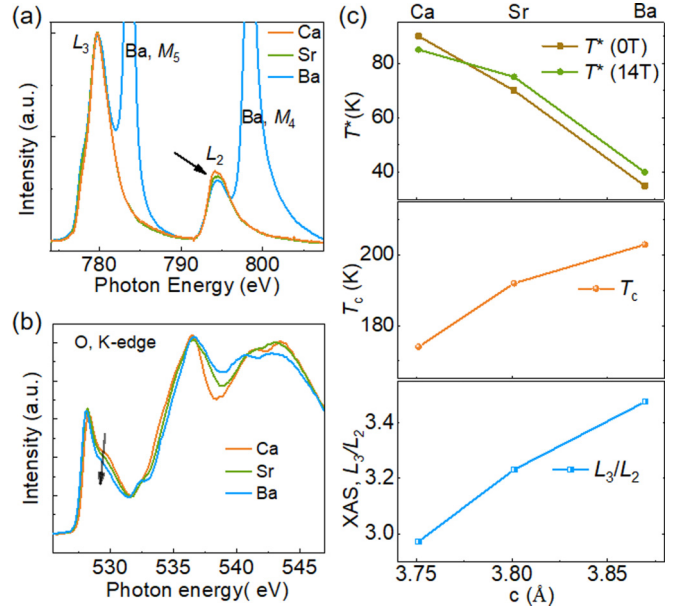 (a)
L3
Ba, M5
Ca
Sr
Ba
Ba, M4
L2
Intensity (a.u.)
780
790
800
Photon Energy (eV)
(b)
O, K-edge
Ca
Sr
Ba
Intensity (a.u.)
530
535
540
545
Photon energy( eV)
(c)
Ca
Sr
Ba
T* (0T)
T* (14T)
T*(K)
80
60
40
Tc (K)
200
170
Tc
XAS, L3/L2
3.4
3.2
3.0
L3/L2
3.75
3.80
3.85
c (Å)